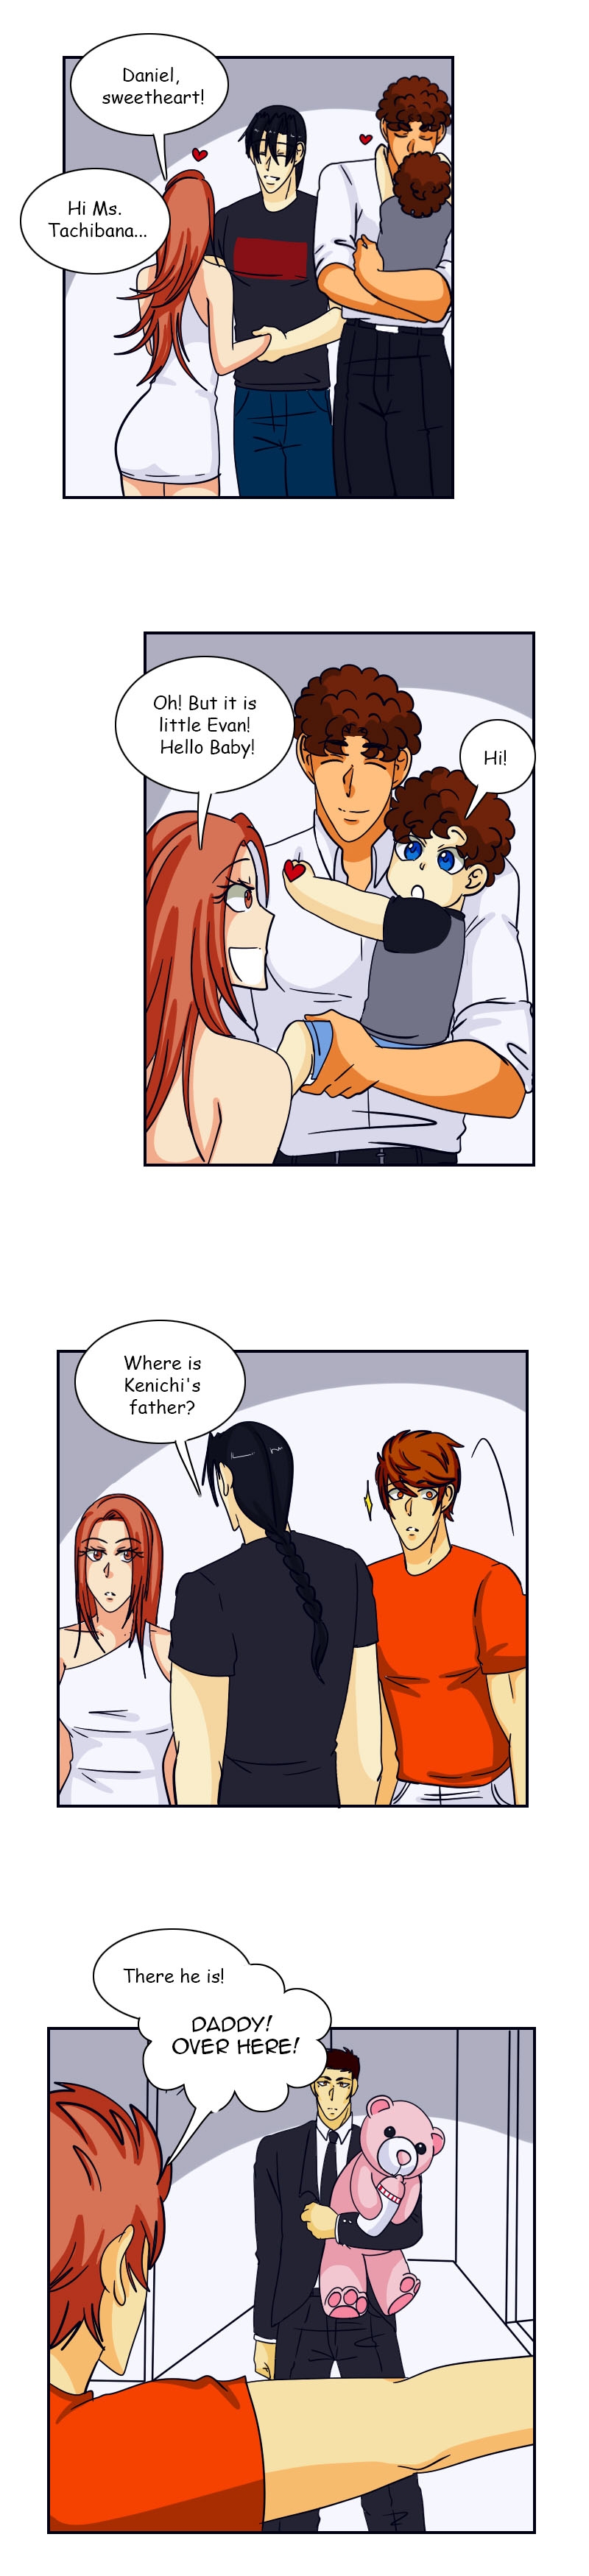 Daniel,
sweetheart!
Hi Ms.
Tachibana...
Oh! But it is
little Evan!
Hello Baby!
Hi!
Where is
Kenichi's
father?
There he is!
DADDY!
OVER HERE!